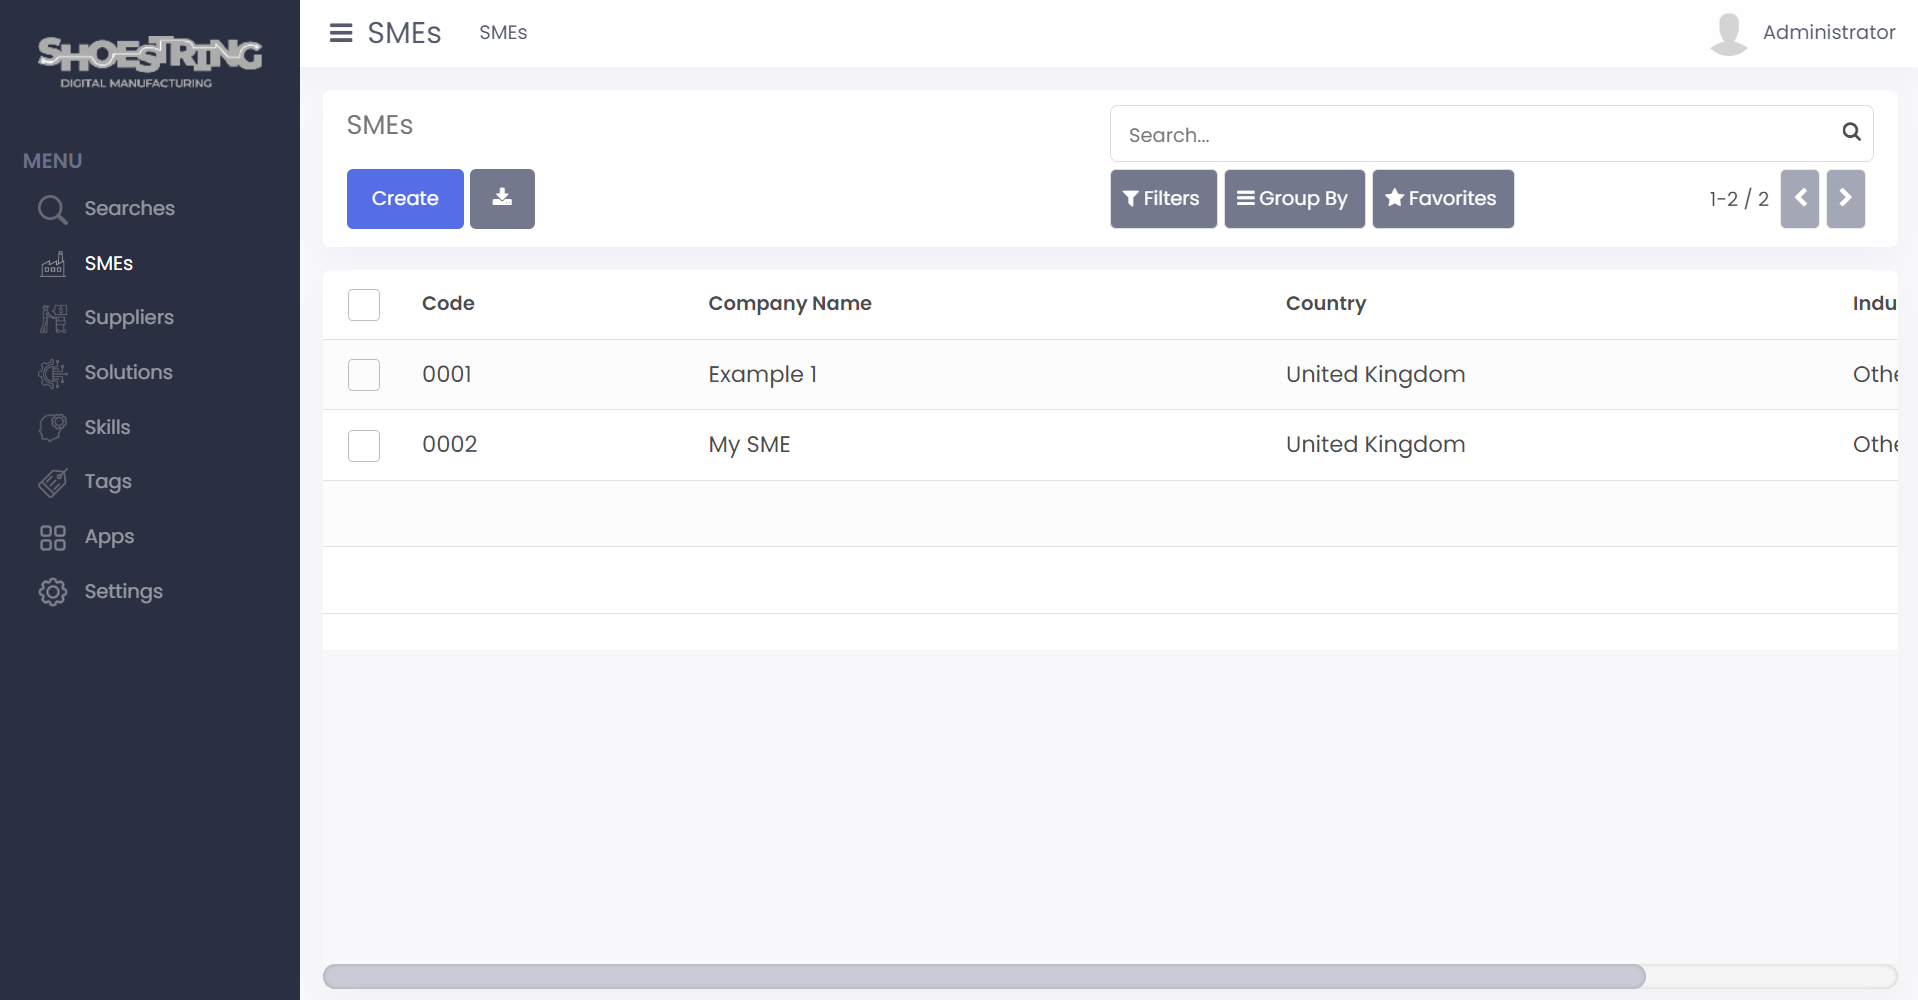 SHOESTRING
DIGITAL MANUFACTURING
MENU
Searches
SMEs
Suppliers
Solutions
Skills
Tags
Apps
Settings
SMEs SMEs Administrator
SMEs
Search...
Create
Filters Group By Favorites 1-2 / 2
Code Company Name Country Indu
0001 Example 1 United Kingdom Othe
0002 My SME United Kingdom Othe